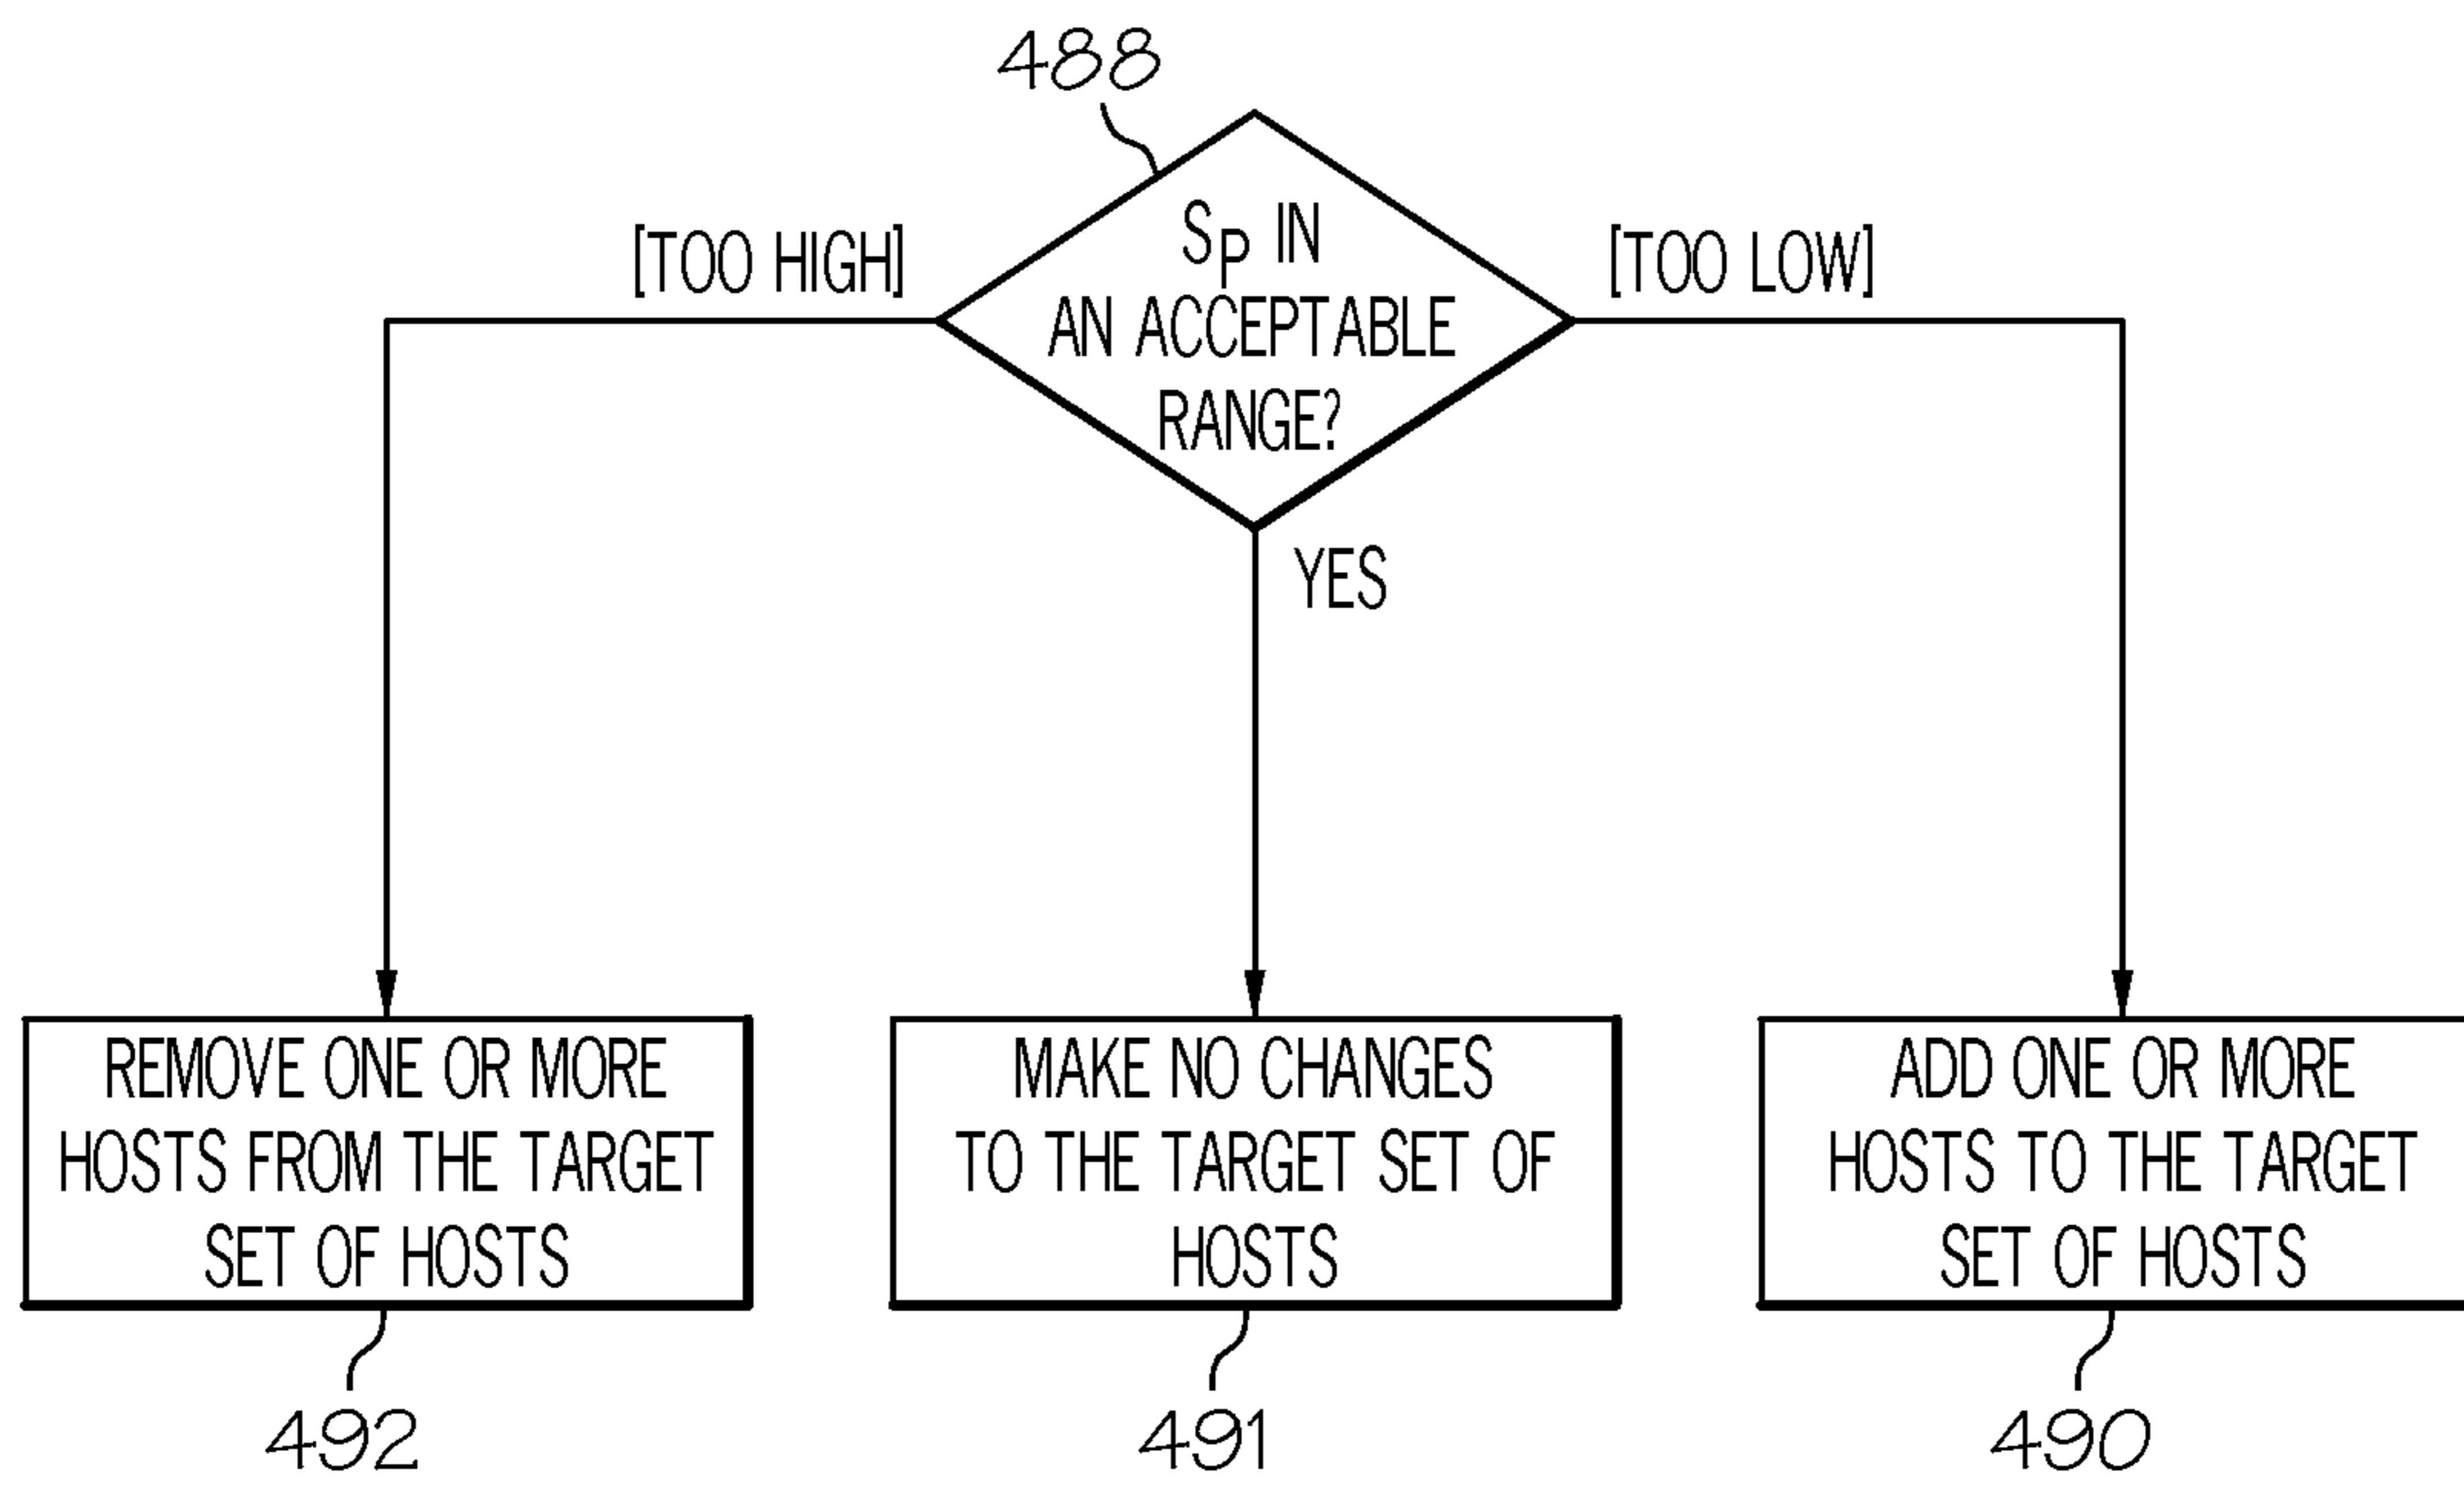 488
[TOO HIGH]
SP IN
AN ACCEPTABLE
RANGE?
[TOO LOW]
YES
REMOVE ONE OR MORE
HOSTS FROM THE TARGET
SET OF HOSTS
MAKE NO CHANGES
TO THE TARGET SET OF
HOSTS
ADD ONE OR MORE
HOSTS TO THE TARGET
SET OF HOSTS
492
491
490